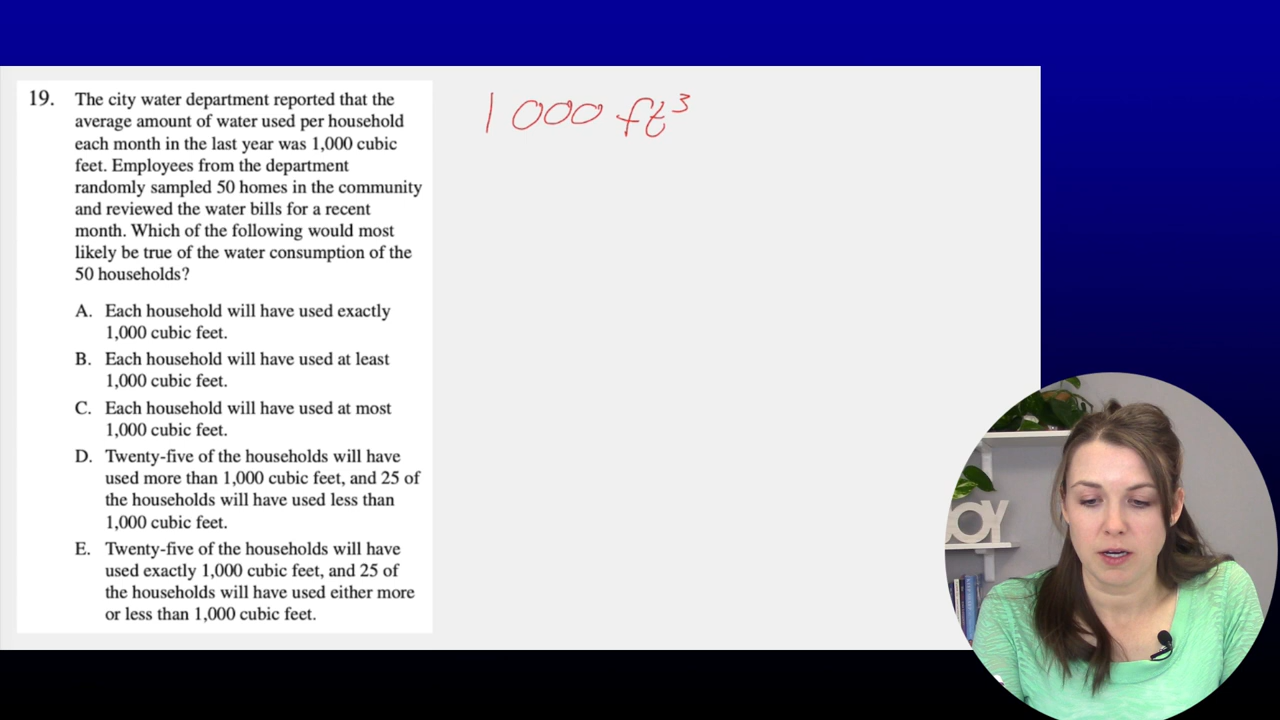 19. The city water department reported that the
average amount of water used per household
each month in the last year was 1,000 cubic
feet. Employees from the department
randomly sampled 50 homes in the community
and reviewed the water bills for a recent
month. Which of the following would most
likely be true of the water consumption of the
50 households?
A. Each household will have used exactly
1,000 cubic feet.
B. Each household will have used at least
1,000 cubic feet.
C. Each household will have used at most
1,000 cubic feet.
D. Twenty-five of the households will have
used more than 1,000 cubic feet, and 25 of
the households will have used less than
1,000 cubic feet.
E. Twenty-five of the households will have
used exactly 1,000 cubic feet, and 25 of
the households will have used either more
or less than 1,000 cubic feet.
1000 ft³
OY